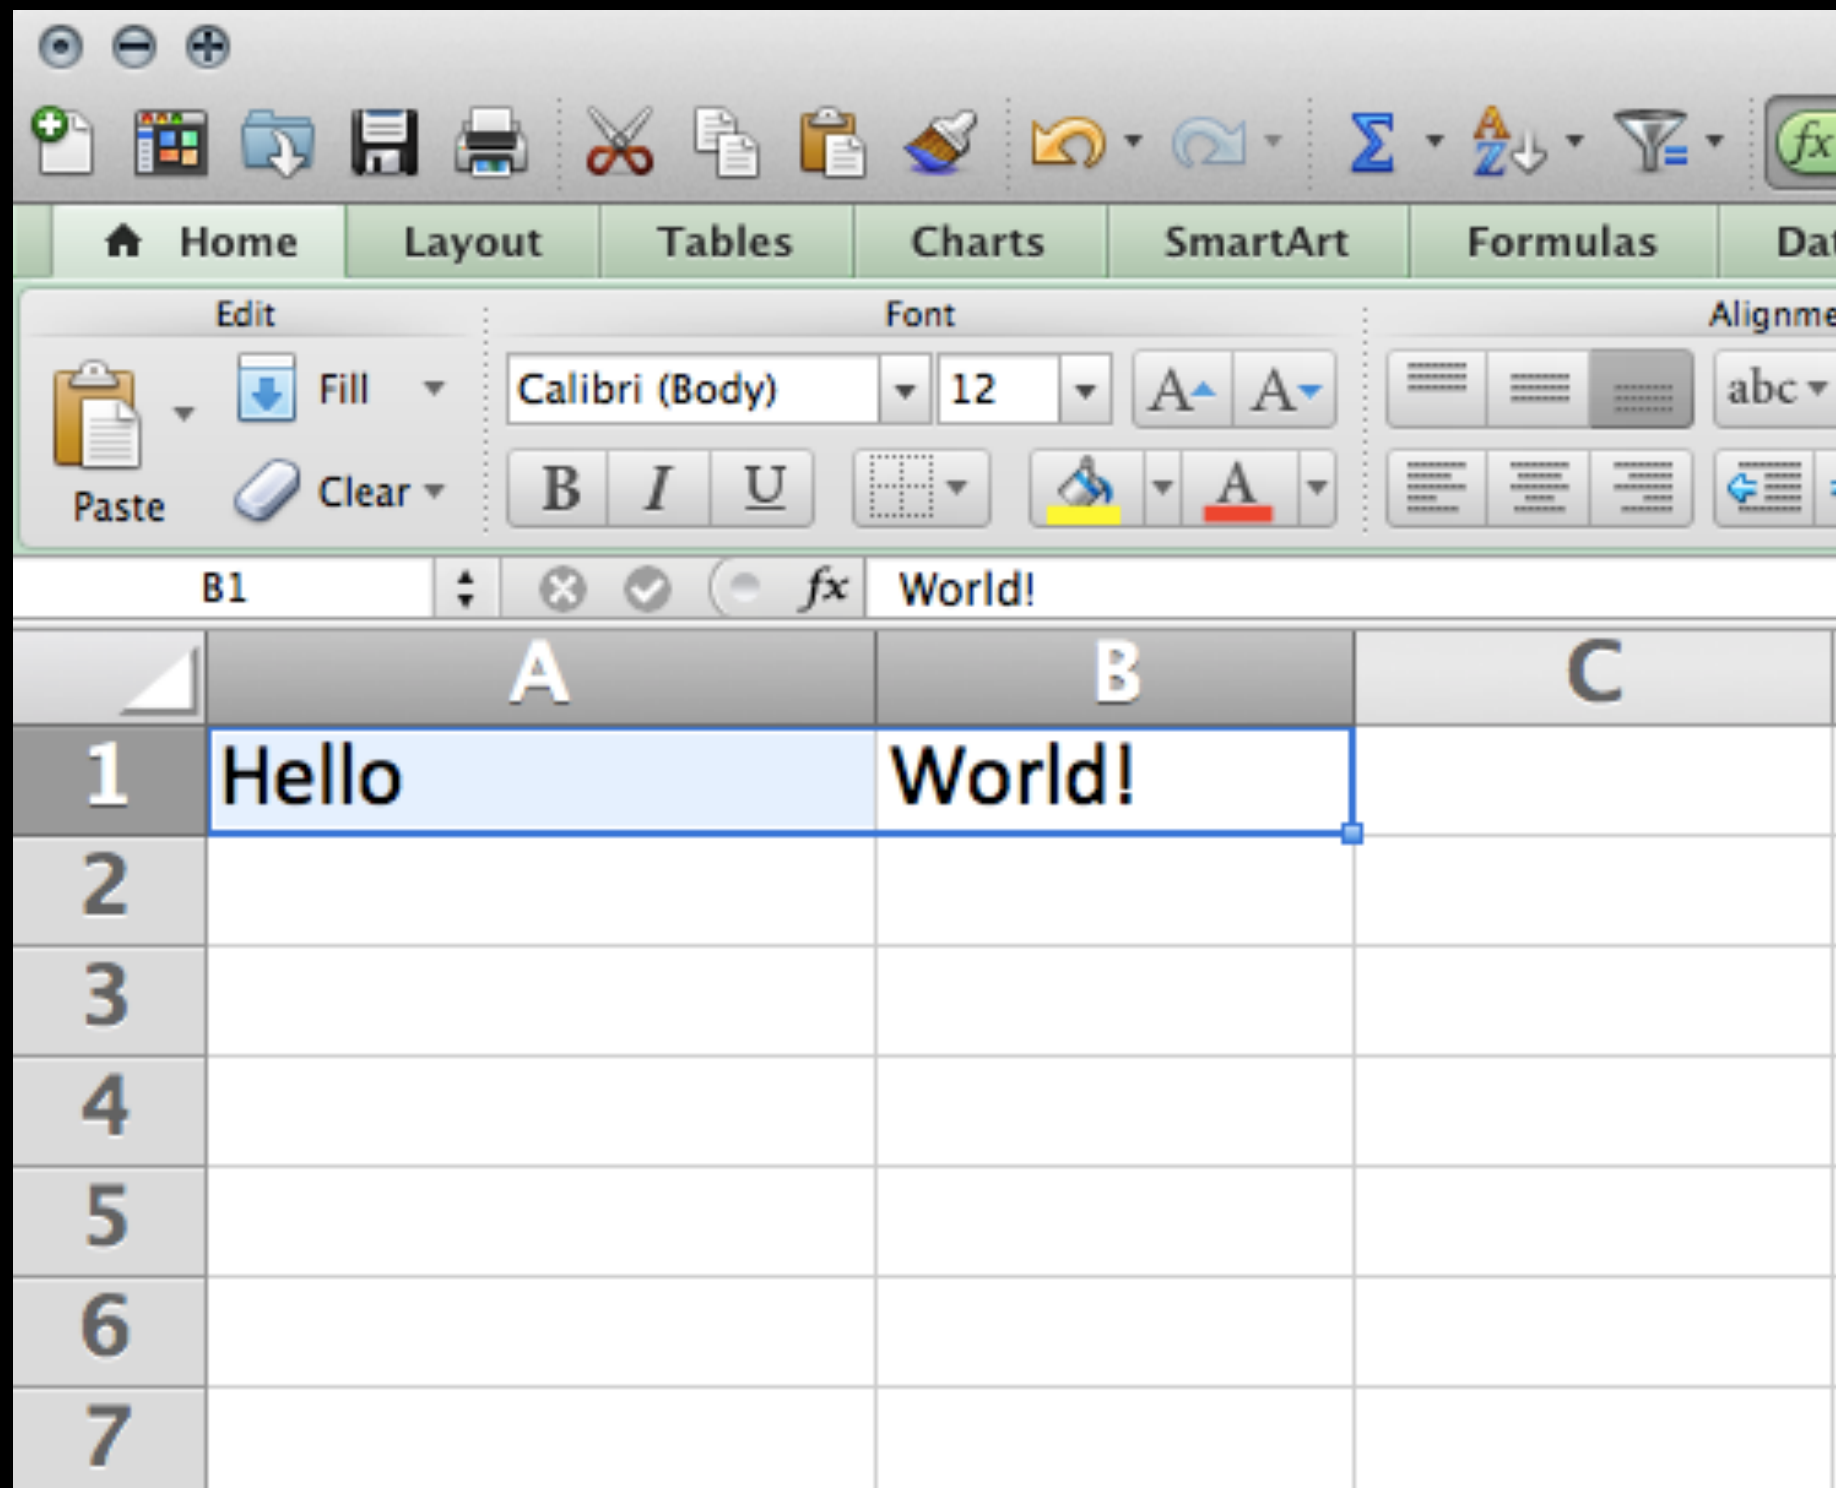 fx
Home Layout Tables Charts SmartArt Formulas
Edit Font
Fill Calibri (Body) 12 A A abc
Paste Clear B I U A
B1 fx World!
A B C
1 Hello World!
2
3
4
5
6
7